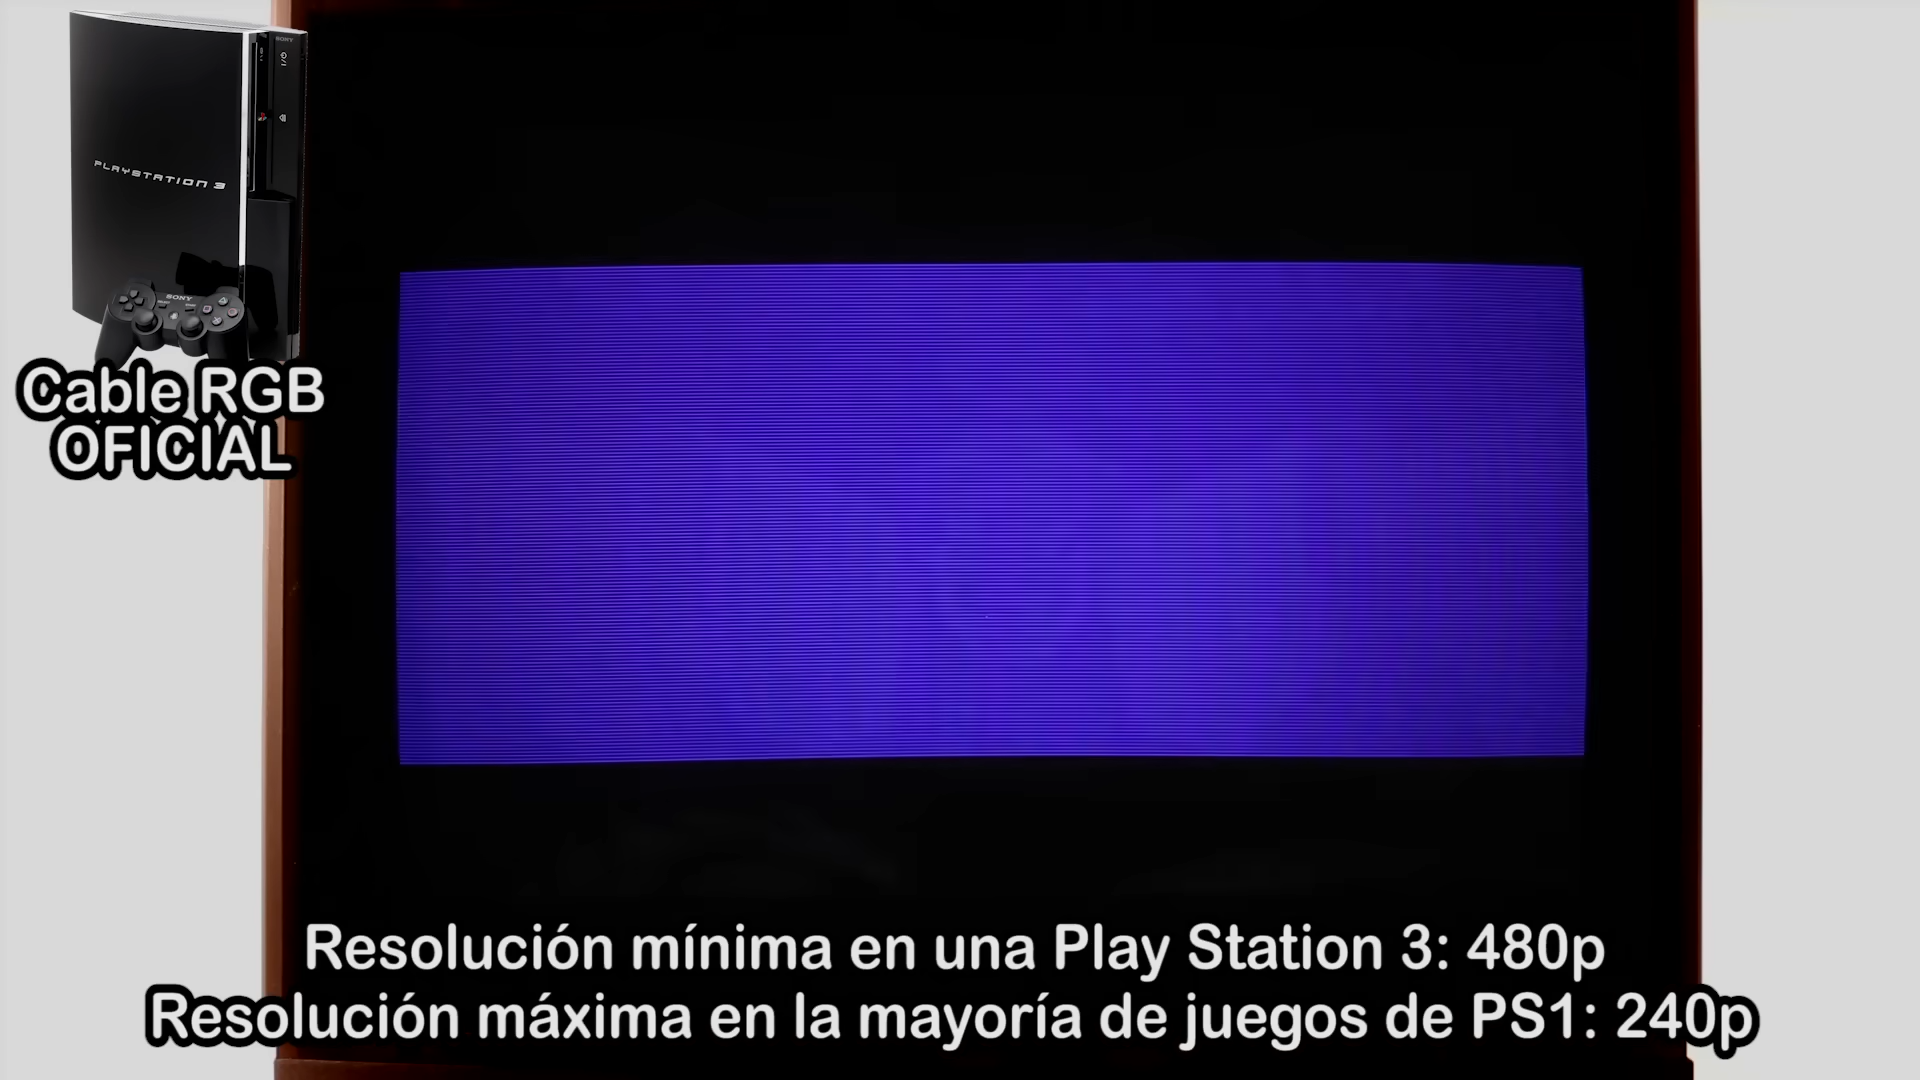 SONY
PLAYSTATION 3
SONY
Cable RGB
OFICIAL
Resolución mínima en una Play Station 3: 480p
Resolución máxima en la mayoría de juegos de PS1: 240p